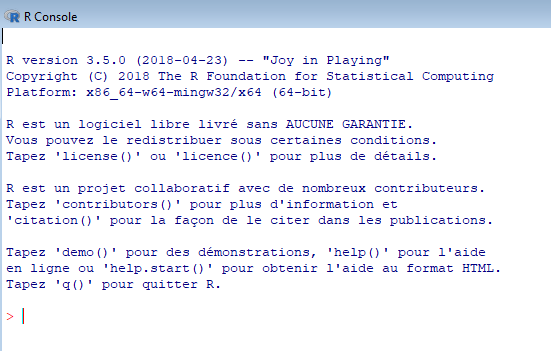 R Console
R version 3.5.0 (2018-04-23) -- "Joy in Playing"
Copyright (C) 2018 The R Foundation for Statistical Computing
Platform: x86_64-w64-mingw32/x64 (64-bit)
R est un logiciel libre livré sans AUCUNE GARANTIE.
Vous pouvez le redistribuer sous certaines conditions.
Tapez 'license()' ou 'licence()' pour plus de détails.
R est un projet collaboratif avec de nombreux contributeurs.
Tapez 'contributors()' pour plus d'information et
'citation()' pour la façon de le citer dans les publications.
Tapez 'demo()' pour des démonstrations, 'help()' pour l'aide
en ligne ou 'help.start()' pour obtenir l'aide au format HTML.
Tapez 'q()' pour quitter R.
>